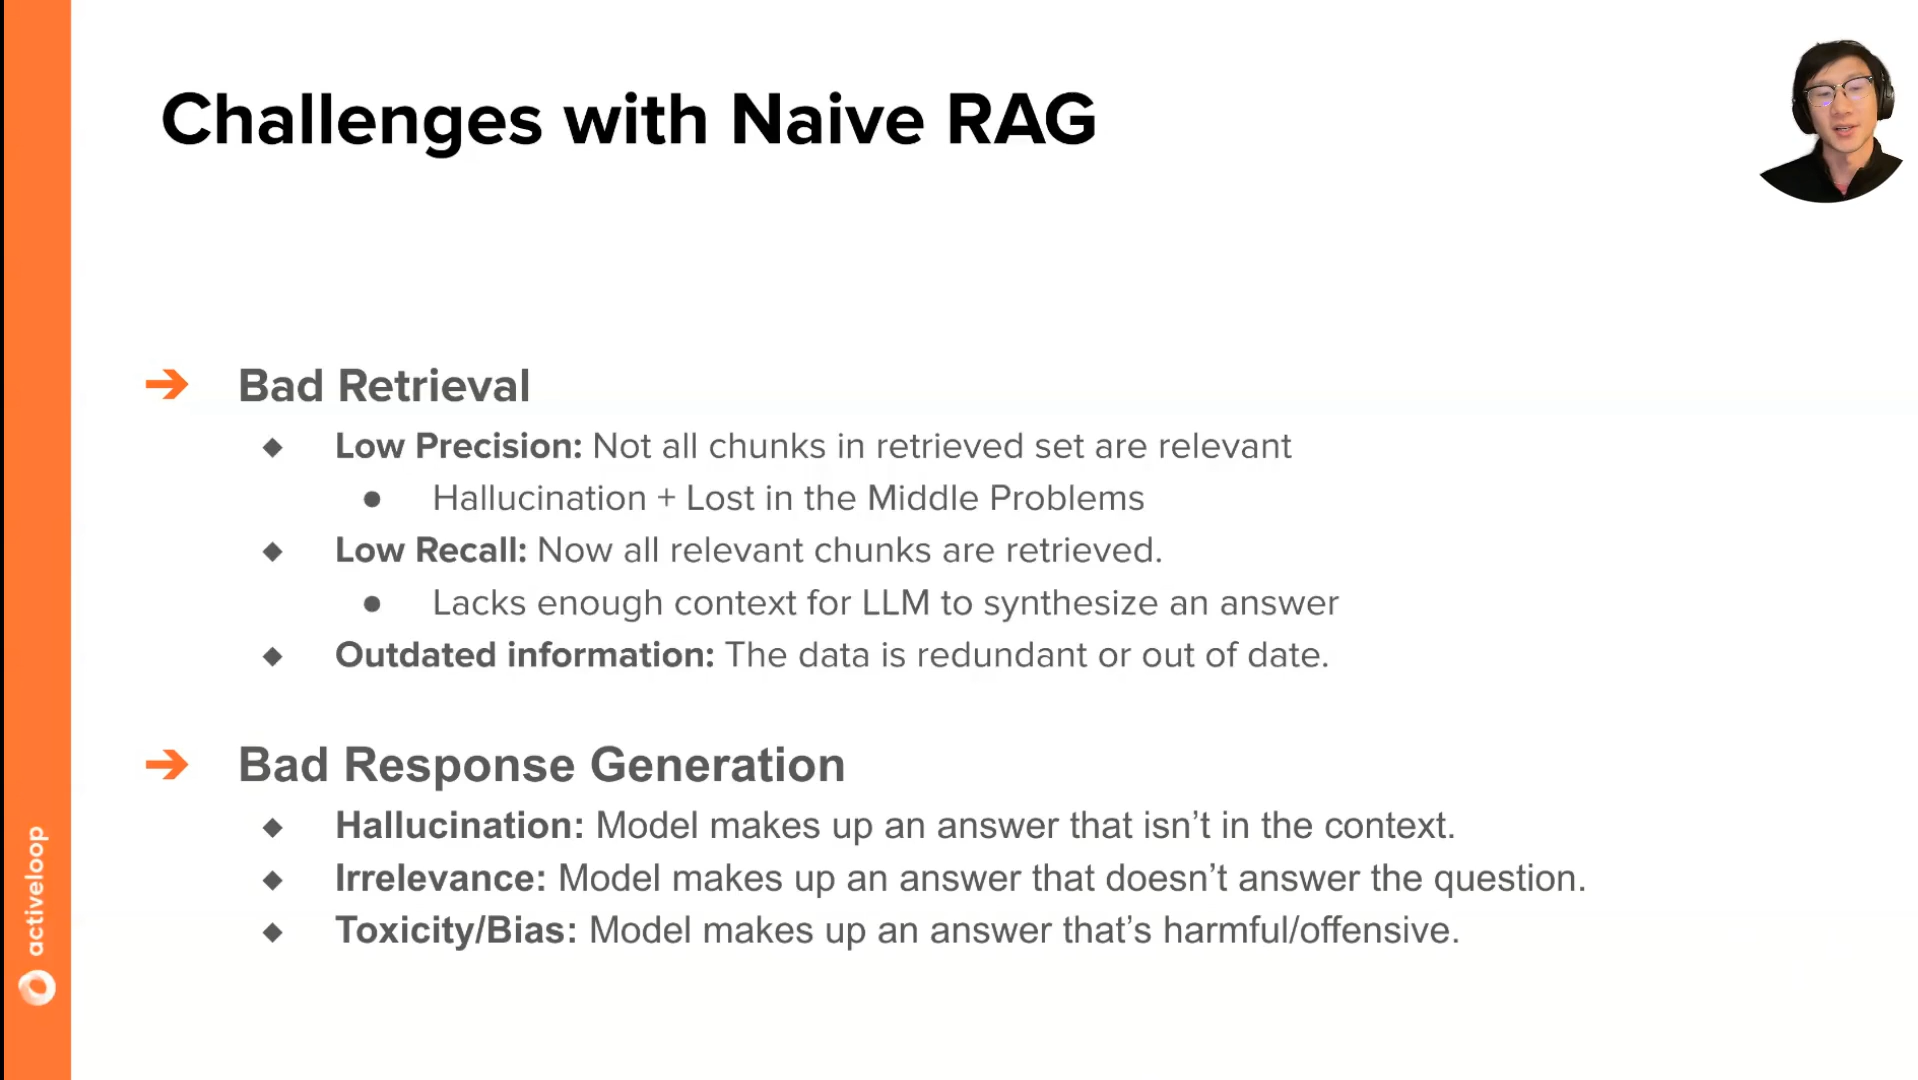 Challenges with Naive RAG
Bad Retrieval
Low Precision: Not all chunks in retrieved set are relevant
Hallucination + Lost in the Middle Problems
Low Recall: Now all relevant chunks are retrieved.
Lacks enough context for LLM to synthesize an answer
Outdated information: The data is redundant or out of date.
Bad Response Generation
Hallucination: Model makes up an answer that isn’t in the context.
Irrelevance: Model makes up an answer that doesn’t answer the question.
Toxicity/Bias: Model makes up an answer that’s harmful/offensive.
activeloop